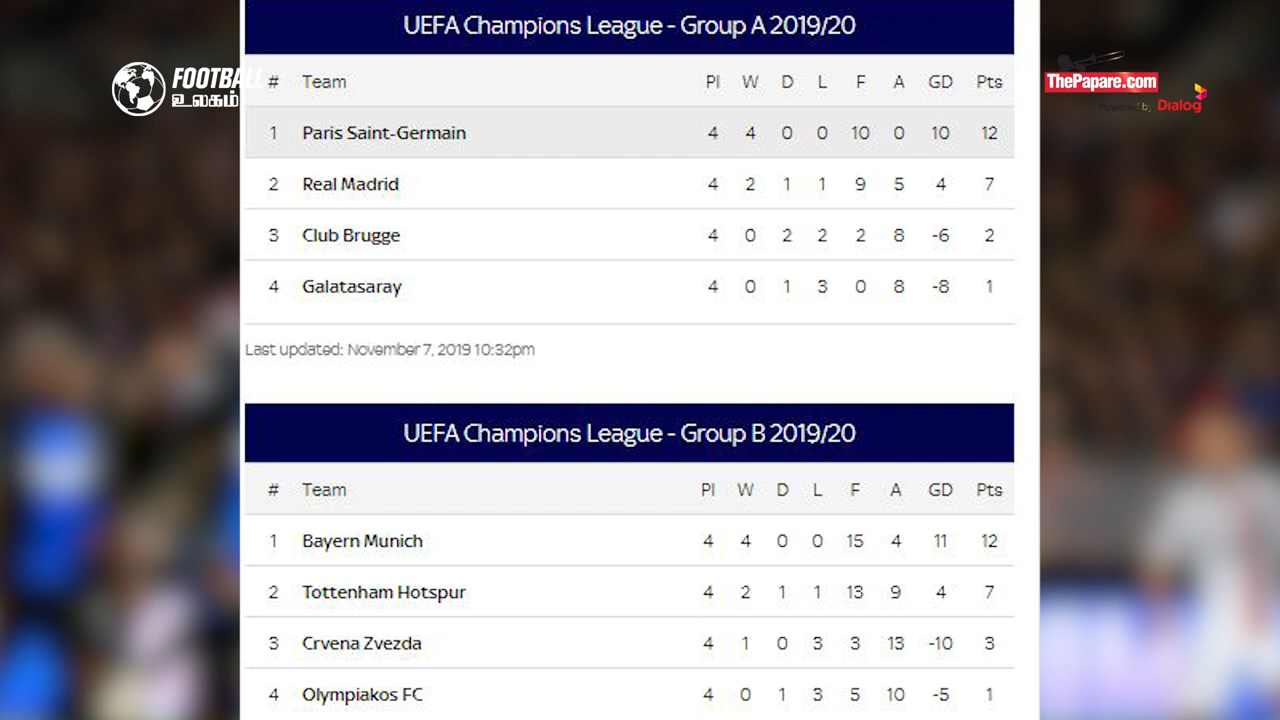 UEFA Champions League - Group A 2019/20
FOOTBALL
உலகம்
ThePapare.com
Powered by Dialog
# Team Pl W D L F A GD Pts
1 Paris Saint-Germain 4 4 0 0 10 0 10 12
2 Real Madrid 4 2 1 1 9 5 4 7
3 Club Brugge 4 0 2 2 2 8 -6 2
4 Galatasaray 4 0 1 3 0 8 -8 1
Last updated: November 7, 2019 10:32pm
UEFA Champions League - Group B 2019/20
# Team Pl W D L F A GD Pts
1 Bayern Munich 4 4 0 0 15 4 11 12
2 Tottenham Hotspur 4 2 1 1 13 9 4 7
3 Crvena Zvezda 4 1 0 3 3 13 -10 3
4 Olympiakos FC 4 0 1 3 5 10 -5 1